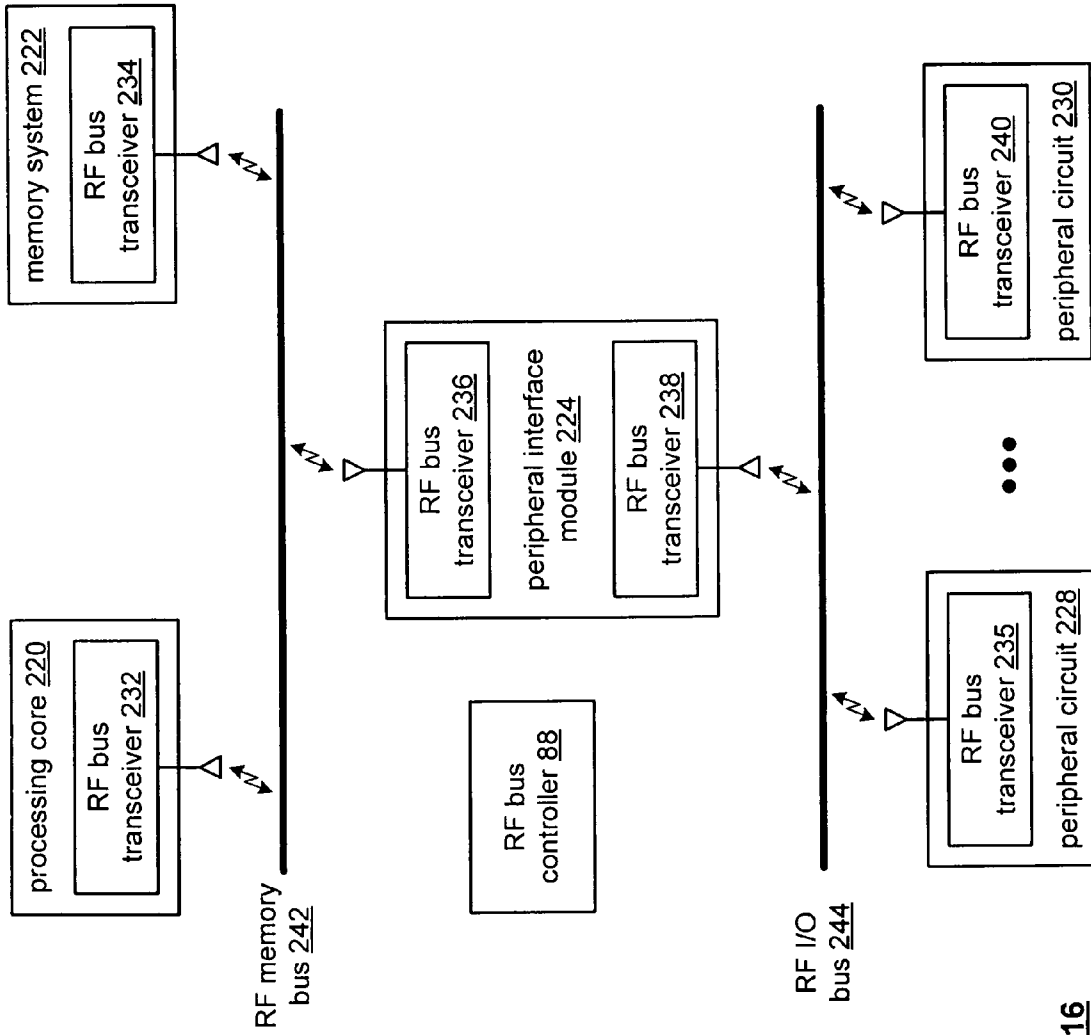 processing core 220
RF bus
transceiver 232
memory system 222
RF bus
transceiver 234
RF memory
bus 242
RF bus
controller 88
RF bus
transceiver 236
peripheral interface
module 224
RF bus
transceiver 238
RF I/O
bus 244
RF bus
transceiver 235
peripheral circuit 228
RF bus
transceiver 240
peripheral circuit 230
16